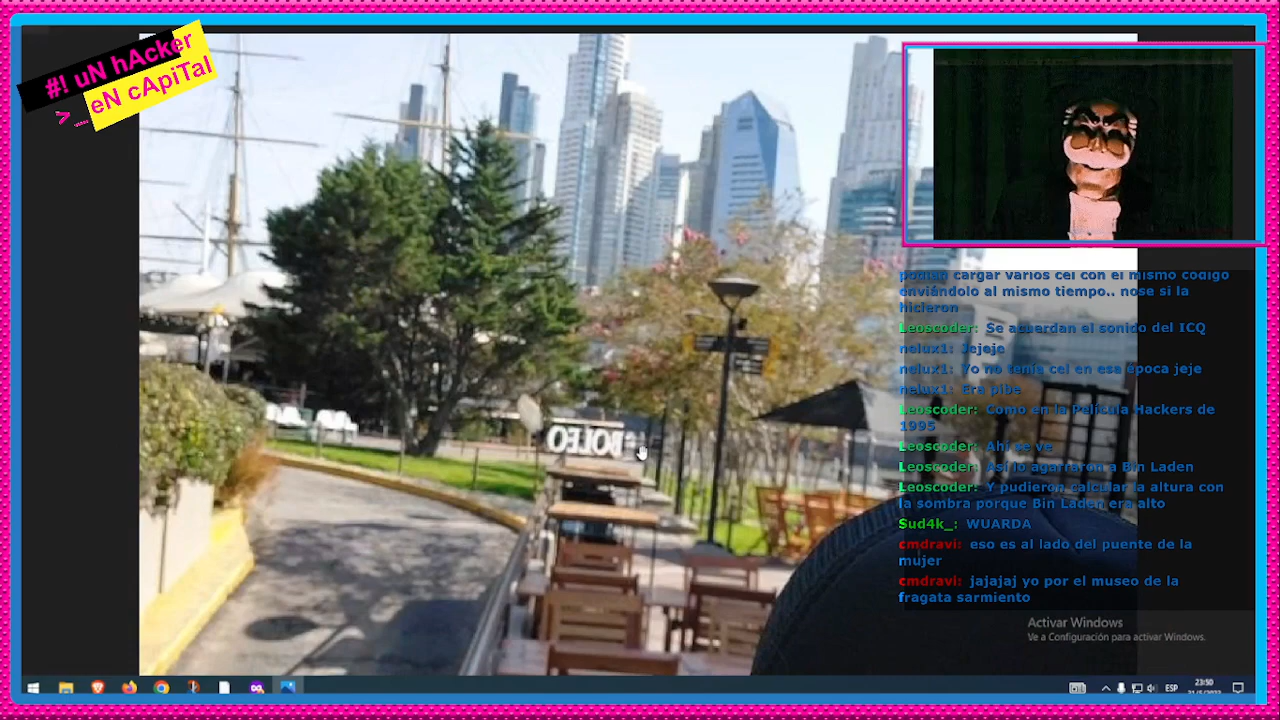 #! uN hAcker
>_ eN cApiTal
podian cargar varios cel con el mismo codigo
enviándolo al mismo tiempo.. nose si la
hicieron
Leoscoder: Se acuerdan el sonido del ICQ
nelux1: Jejeje
nelux1: Yo no tenia cel en esa época jeje
nelux1: Era pibe
Leoscoder: Como en la Película Hackers de
1995
Leoscoder: Ahi se ve
Leoscoder: Asi lo agarraron a Bin Laden
Leoscoder: Y pudieron calcular la altura con
la sombra porque Bin Laden era alto
Sud4k_: WUARDA
cmdravi: eso es al lado del puente de la
mujer
cmdravi: jajajaj yo por el museo de la
fragata sarmiento
BOLEO
Activar Windows
Ve a Configuración para activar Windows.
ESP
23:50